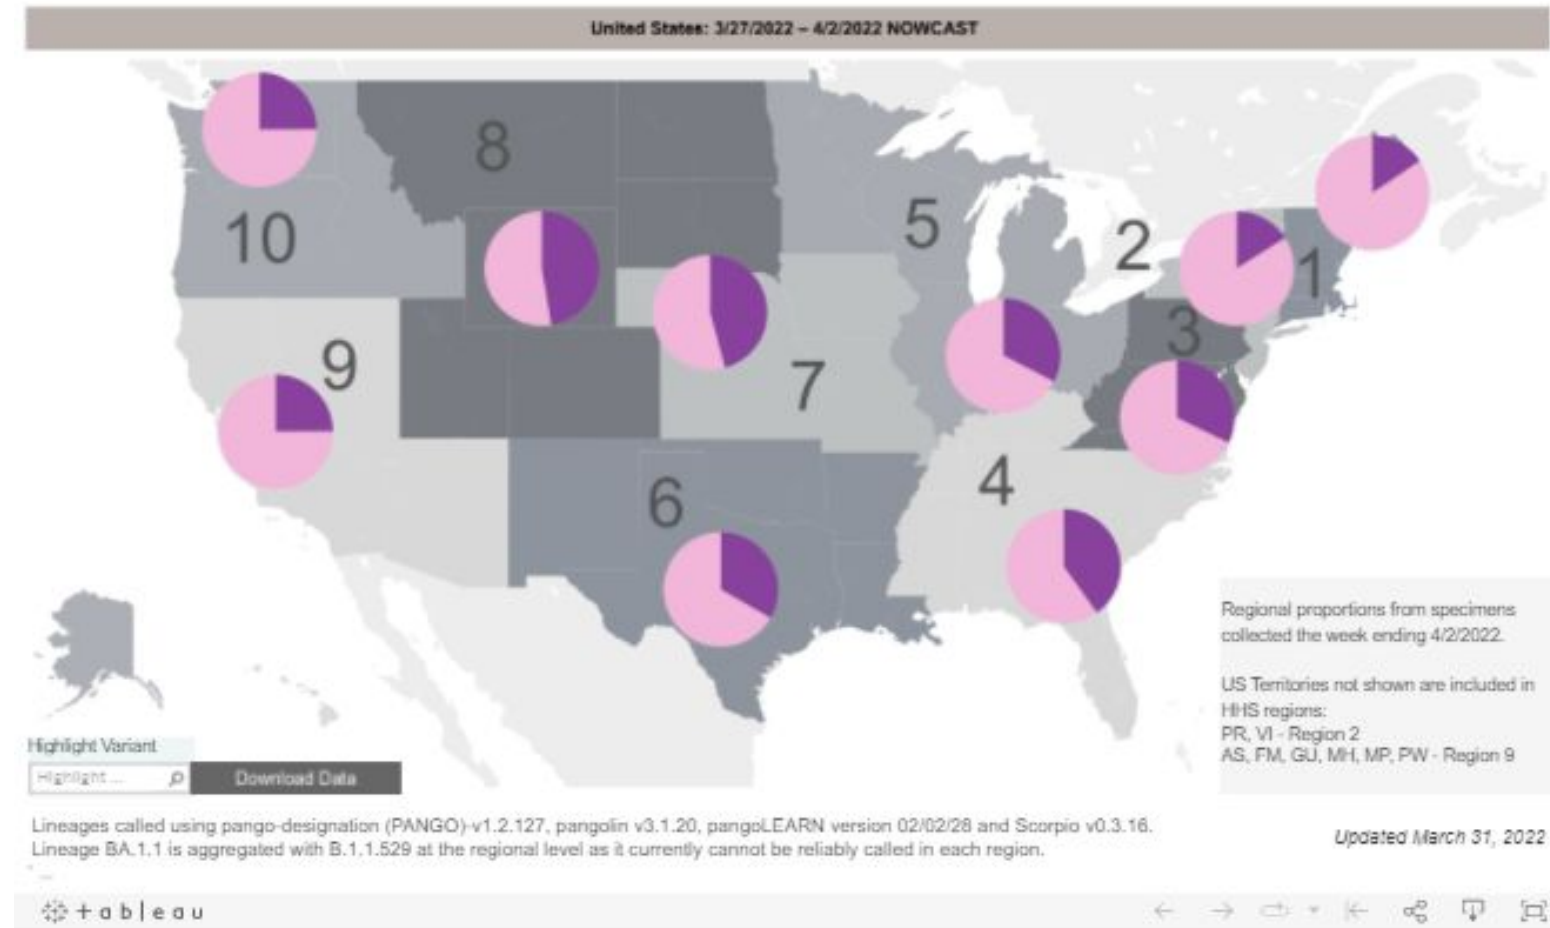 United States: 3/27/2022 – 4/2/2022 NOWCAST
8
10
5
2
1
3
9
7
4
6
Regional proportions from specimens
collected the week ending 4/2/2022.
US Territories not shown are included in
HHS regions:
PR, VI - Region 2
AS, FM, GU, MH, MP, PW - Region 9
Highlight Variant
Highlight ...
Download Data
Lineages called using pango-designation (PANGO)-v1.2.127, pangolin v3.1.20, pangoLEARN version 02/02/28 and Scorpio v0.3.16.
Lineage BA.1.1 is aggregated with B.1.1.529 at the regional level as it currently cannot be reliably called in each region.
Updated March 31, 2022
+ableau